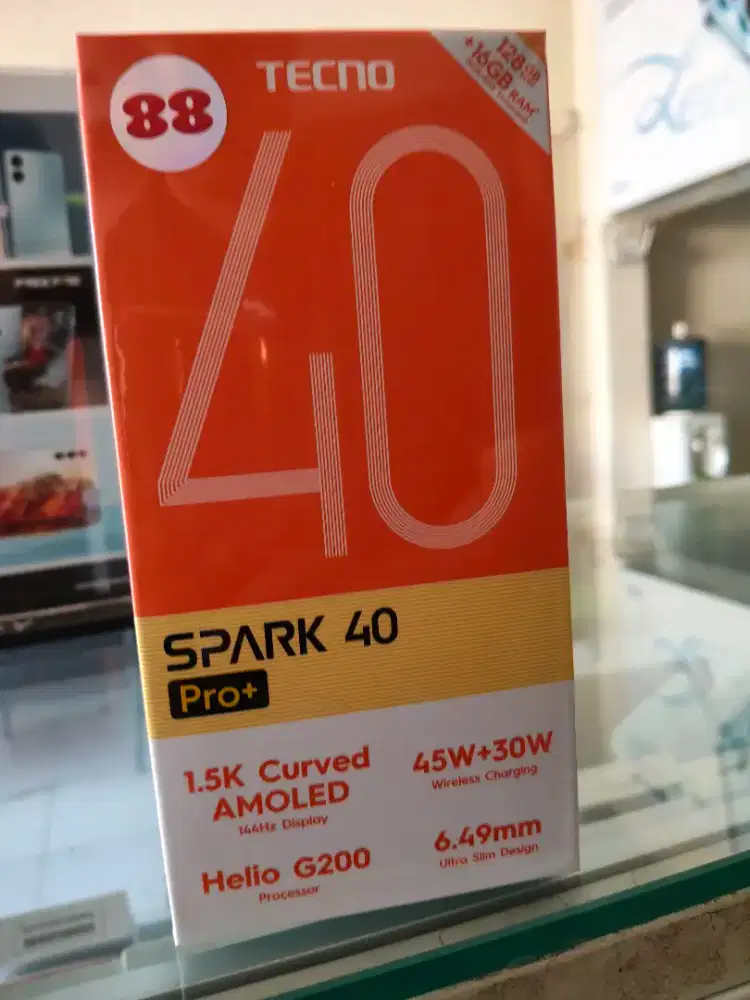 88
TECNO
128GB
+16GB RAM*
40
SPARK 40
Pro+
1.5K Curved
AMOLED
144Hz Display
45W+30W
Wireless Charging
Helio G200
Processor
6.49mm
Ultra Slim Design